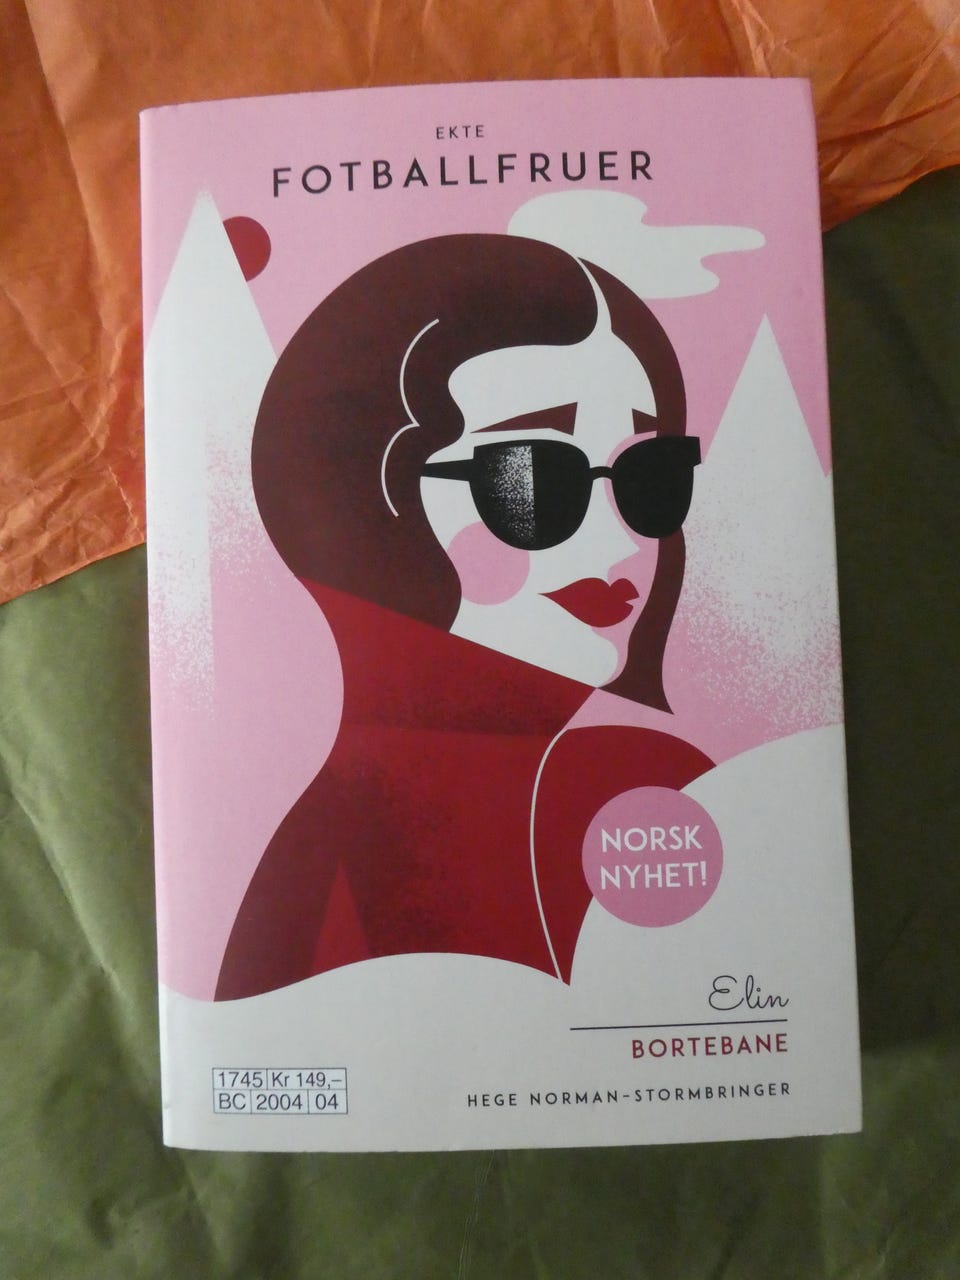 EKTE
FOTBALLFRUER
NORSK
NYHET!
Elin
BORTEBANE
HEGE NORMAN-STORMBRINGER
1745 Kr 149,–
BC 2004 04